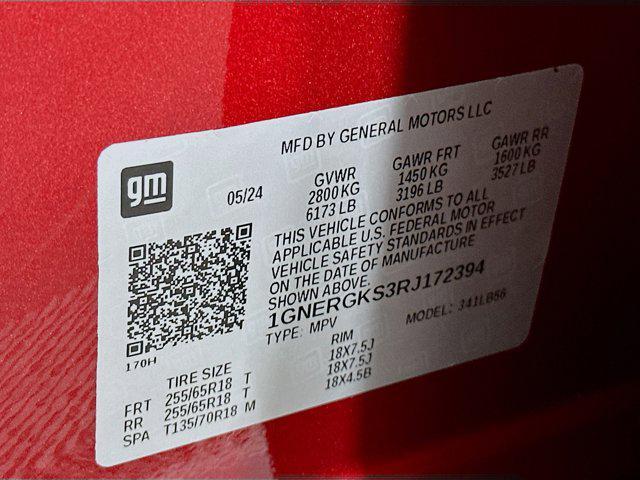 MFD BY GENERAL MOTORS LLC
gm
05/24
GVWR GAWR FRT GAWR RR
2800 KG 1450 KG 1600 KG
6173 LB 3196 LB 3527 LB
THIS VEHICLE CONFORMS TO ALL
APPLICABLE U.S. FEDERAL MOTOR
VEHICLE SAFETY STANDARDS IN EFFECT
ON THE DATE OF MANUFACTURE
SHOWN ABOVE.
1GNERGKS3RJ172394
TYPE: MPV MODEL: 341LB56
170H
TIRE SIZE RIM
FRT 255/65R18 T 18X7.5J
RR 255/65R18 T 18X7.5J
SPA T135/70R18 M 18X4.5B